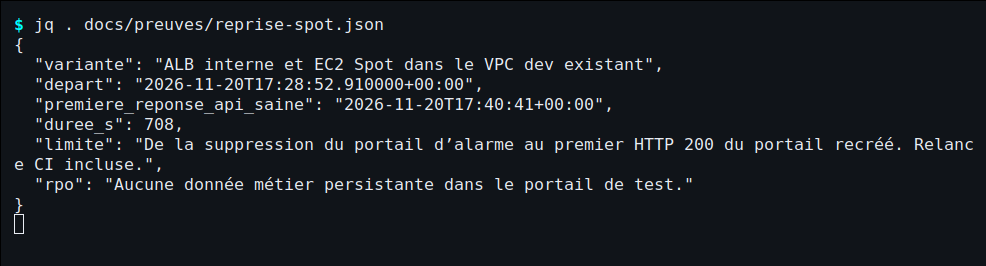 $ jq . docs/preuves/reprise-spot.json
{
  "variante": "ALB interne et EC2 Spot dans le VPC dev existant",
  "depart": "2026-11-20T17:28:52.910000+00:00",
  "premiere_reponse_api_saine": "2026-11-20T17:40:41+00:00",
  "duree_s": 708,
  "limite": "De la suppression du portail d’alarme au premier HTTP 200 du portail recréé. Relanc
e CI incluse.",
  "rpo": "Aucune donnée métier persistante dans le portail de test."
}